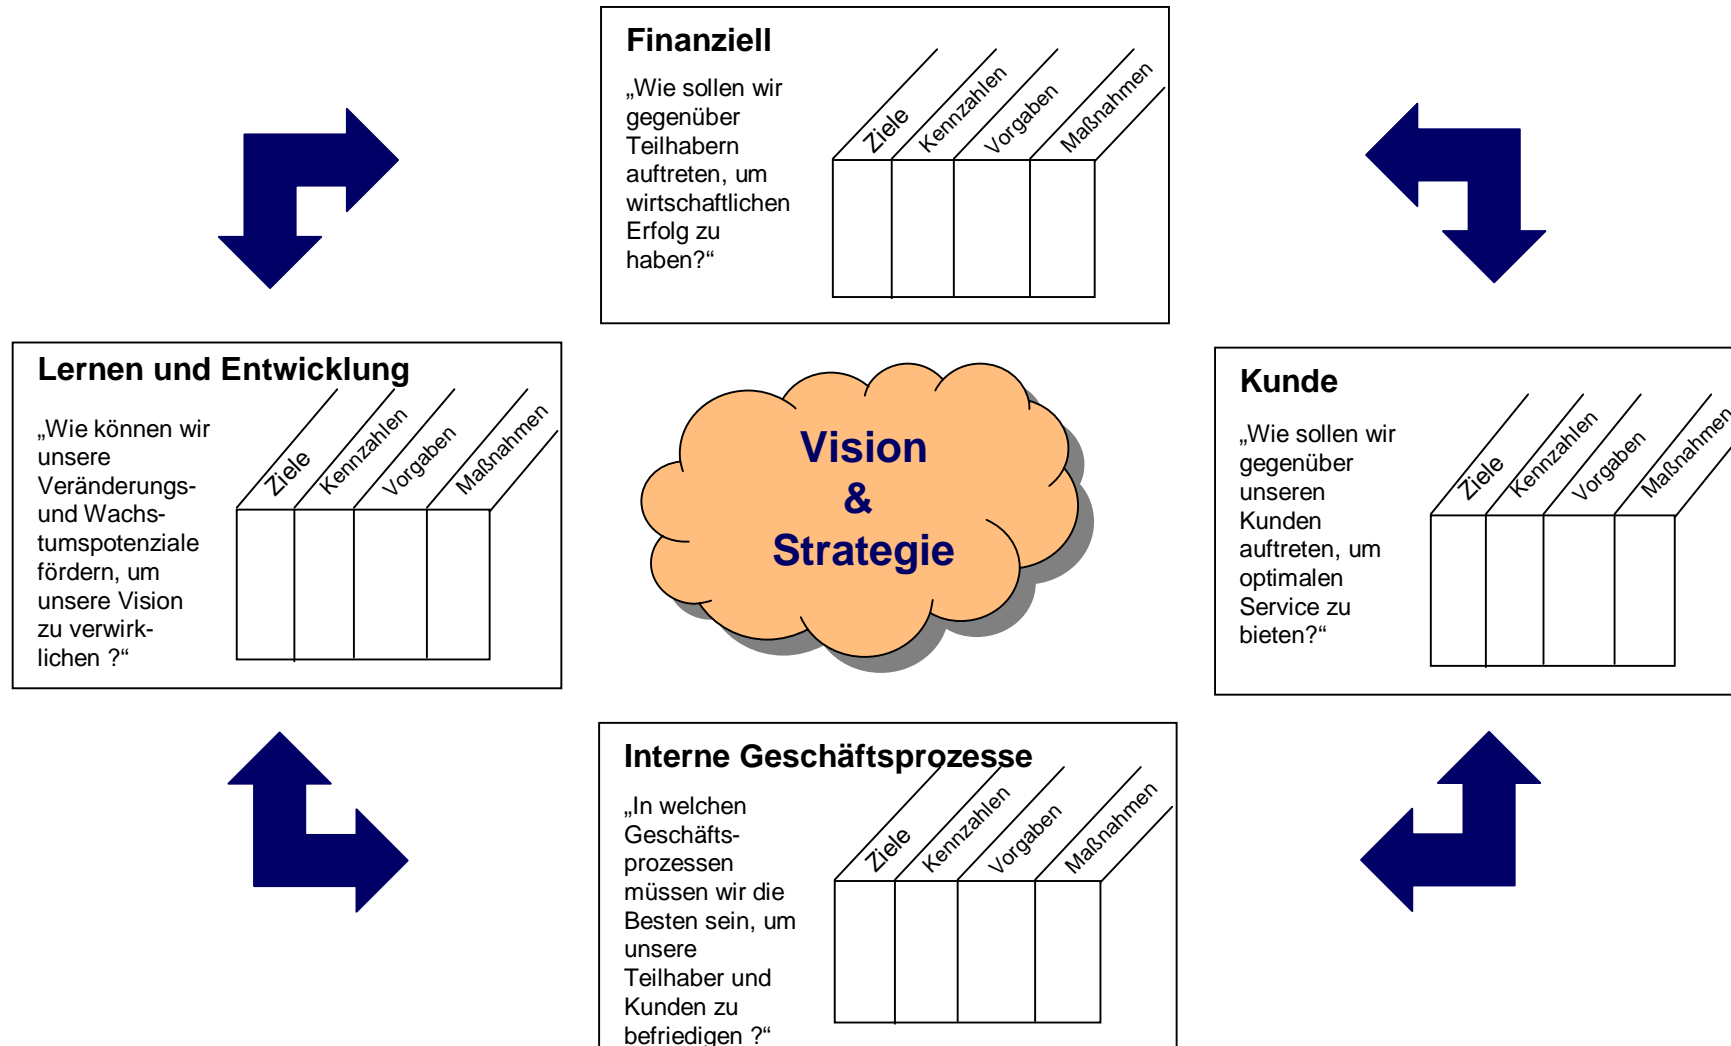 Finanziell
„Wie sollen wir
gegenüber
Teilhabern
auftreten, um
wirtschaftlichen
Erfolg zu
haben?“
Ziele
Kennzahlen
Vorgaben
Maßnahmen
Lernen und Entwicklung
„Wie können wir
unsere
Veränderungs-
und Wachs-
tumspotenziale
fördern, um
unsere Vision
zu verwirk-
lichen ?“
Ziele
Kennzahlen
Vorgaben
Maßnahmen
Vision
&
Strategie
Kunde
„Wie sollen wir
gegenüber
unseren
Kunden
auftreten, um
optimalen
Service zu
bieten?“
Ziele
Kennzahlen
Vorgaben
Maßnahmen
Interne Geschäftsprozesse
„In welchen
Geschäfts-
prozessen
müssen wir die
Besten sein, um
unsere
Teilhaber und
Kunden zu
befriedigen ?“
Ziele
Kennzahlen
Vorgaben
Maßnahmen